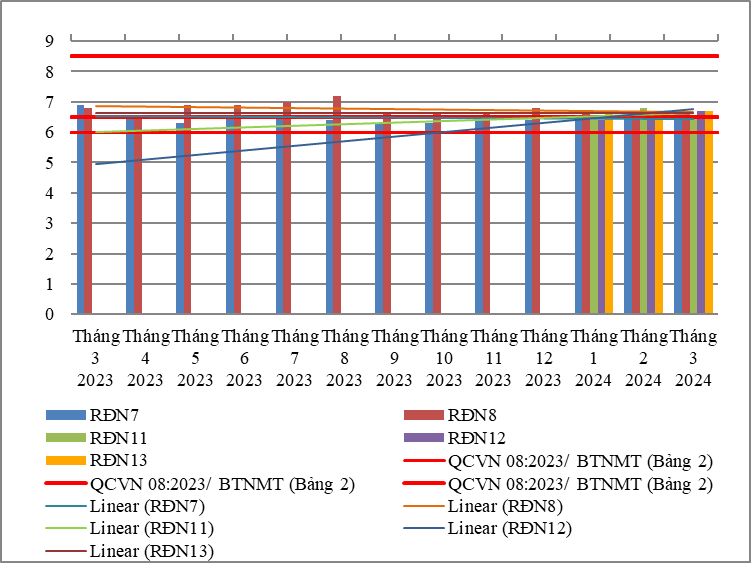 9
8
7
6
5
4
3
2
1
0
Tháng Tháng Tháng Tháng Tháng Tháng Tháng Tháng Tháng Tháng Tháng Tháng Tháng
3 4 5 6 7 8 9 10 11 12 1 2 3
2023 2023 2023 2023 2023 2023 2023 2023 2023 2023 2024 2024 2024
RĐN7 RĐN8
RĐN11 RĐN12
RĐN13 QCVN 08:2023/ BTNMT (Bảng 2)
QCVN 08:2023/ BTNMT (Bảng 2) QCVN 08:2023/ BTNMT (Bảng 2)
Linear (RĐN7) Linear (RĐN8)
Linear (RĐN11) Linear (RĐN12)
Linear (RĐN13)